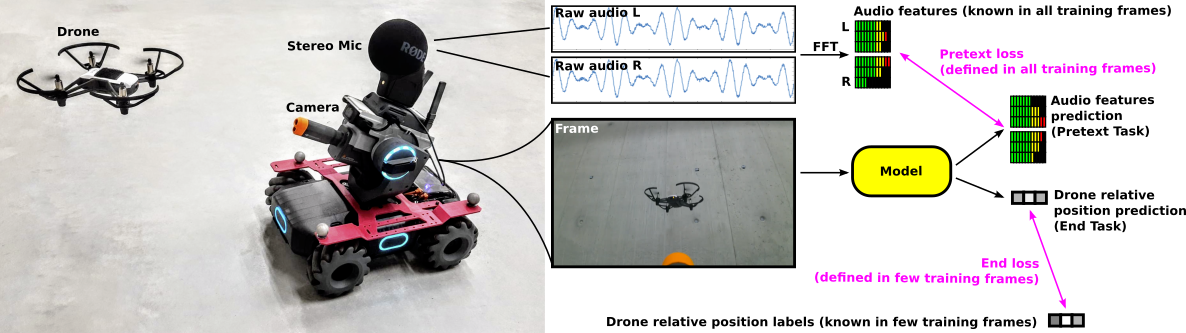 Drone
Stereo Mic
RØDE
Camera
Raw audio L
Raw audio R
Frame
FFT
Audio features (known in all training frames)
L
R
Pretext loss
(defined in all training frames)
Audio features
prediction
(Pretext Task)
Model
Drone relative
position prediction
(End Task)
End loss
(defined in few training frames)
Drone relative position labels (known in few training frames)